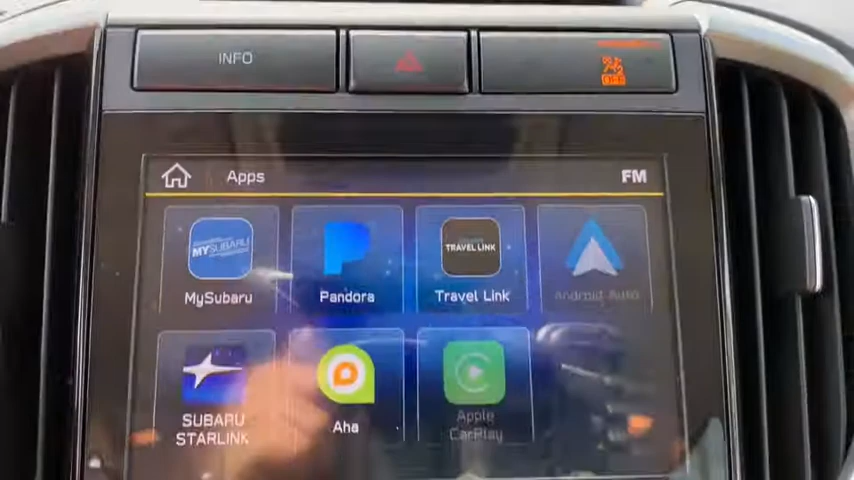 INFO
OFF
Apps
FM
MYSUBARU
TRAVEL LINK
MySubaru
Pandora
Travel Link
Android Auto
SUBARU
STARLINK
Aha
Apple
CarPlay